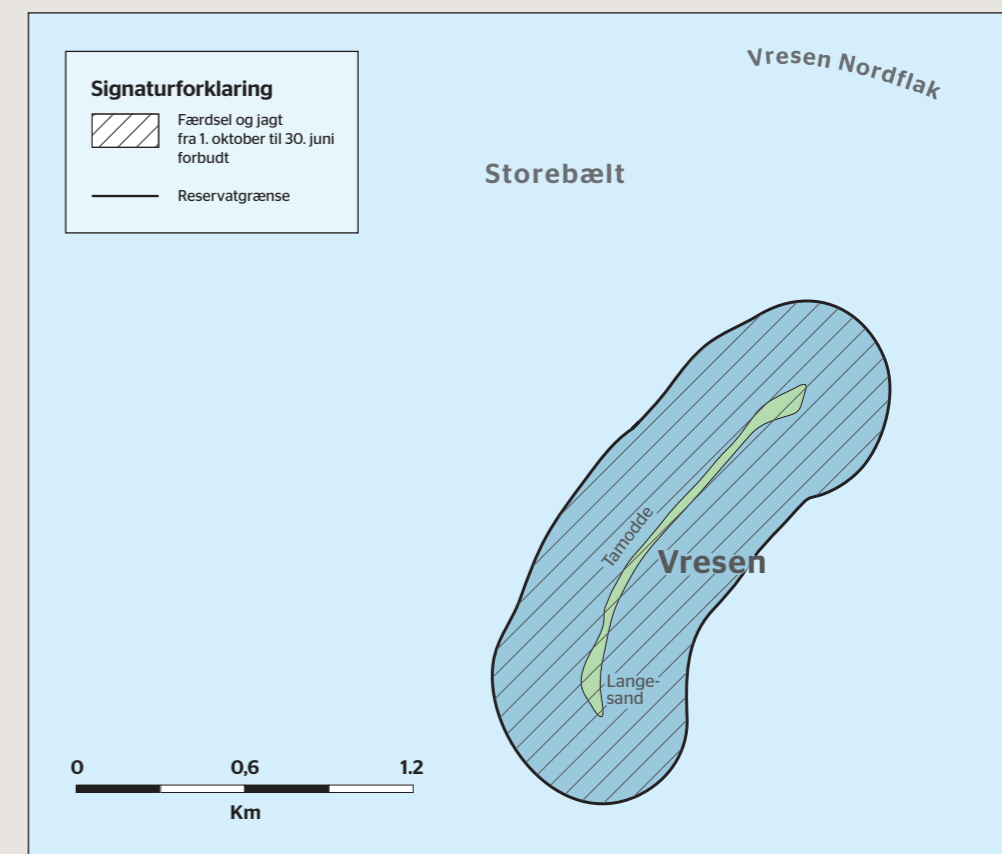 Signaturforklaring
Færdsel og jagt
fra 1. oktober til 30. juni
forbudt
Reservatgrænse
Vresen Nordflak
Storebælt
Tamodde
Vresen
Lange-
sand
0 0,6 1.2
Km